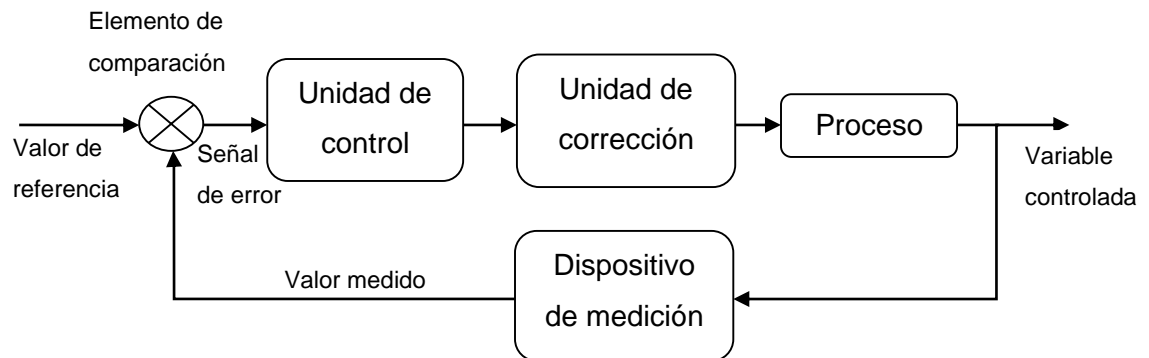 Elemento de
comparación
Unidad de
control
Unidad de
corrección
Proceso
Valor de
referencia
Señal
de error
Variable
controlada
Valor medido
Dispositivo
de medición